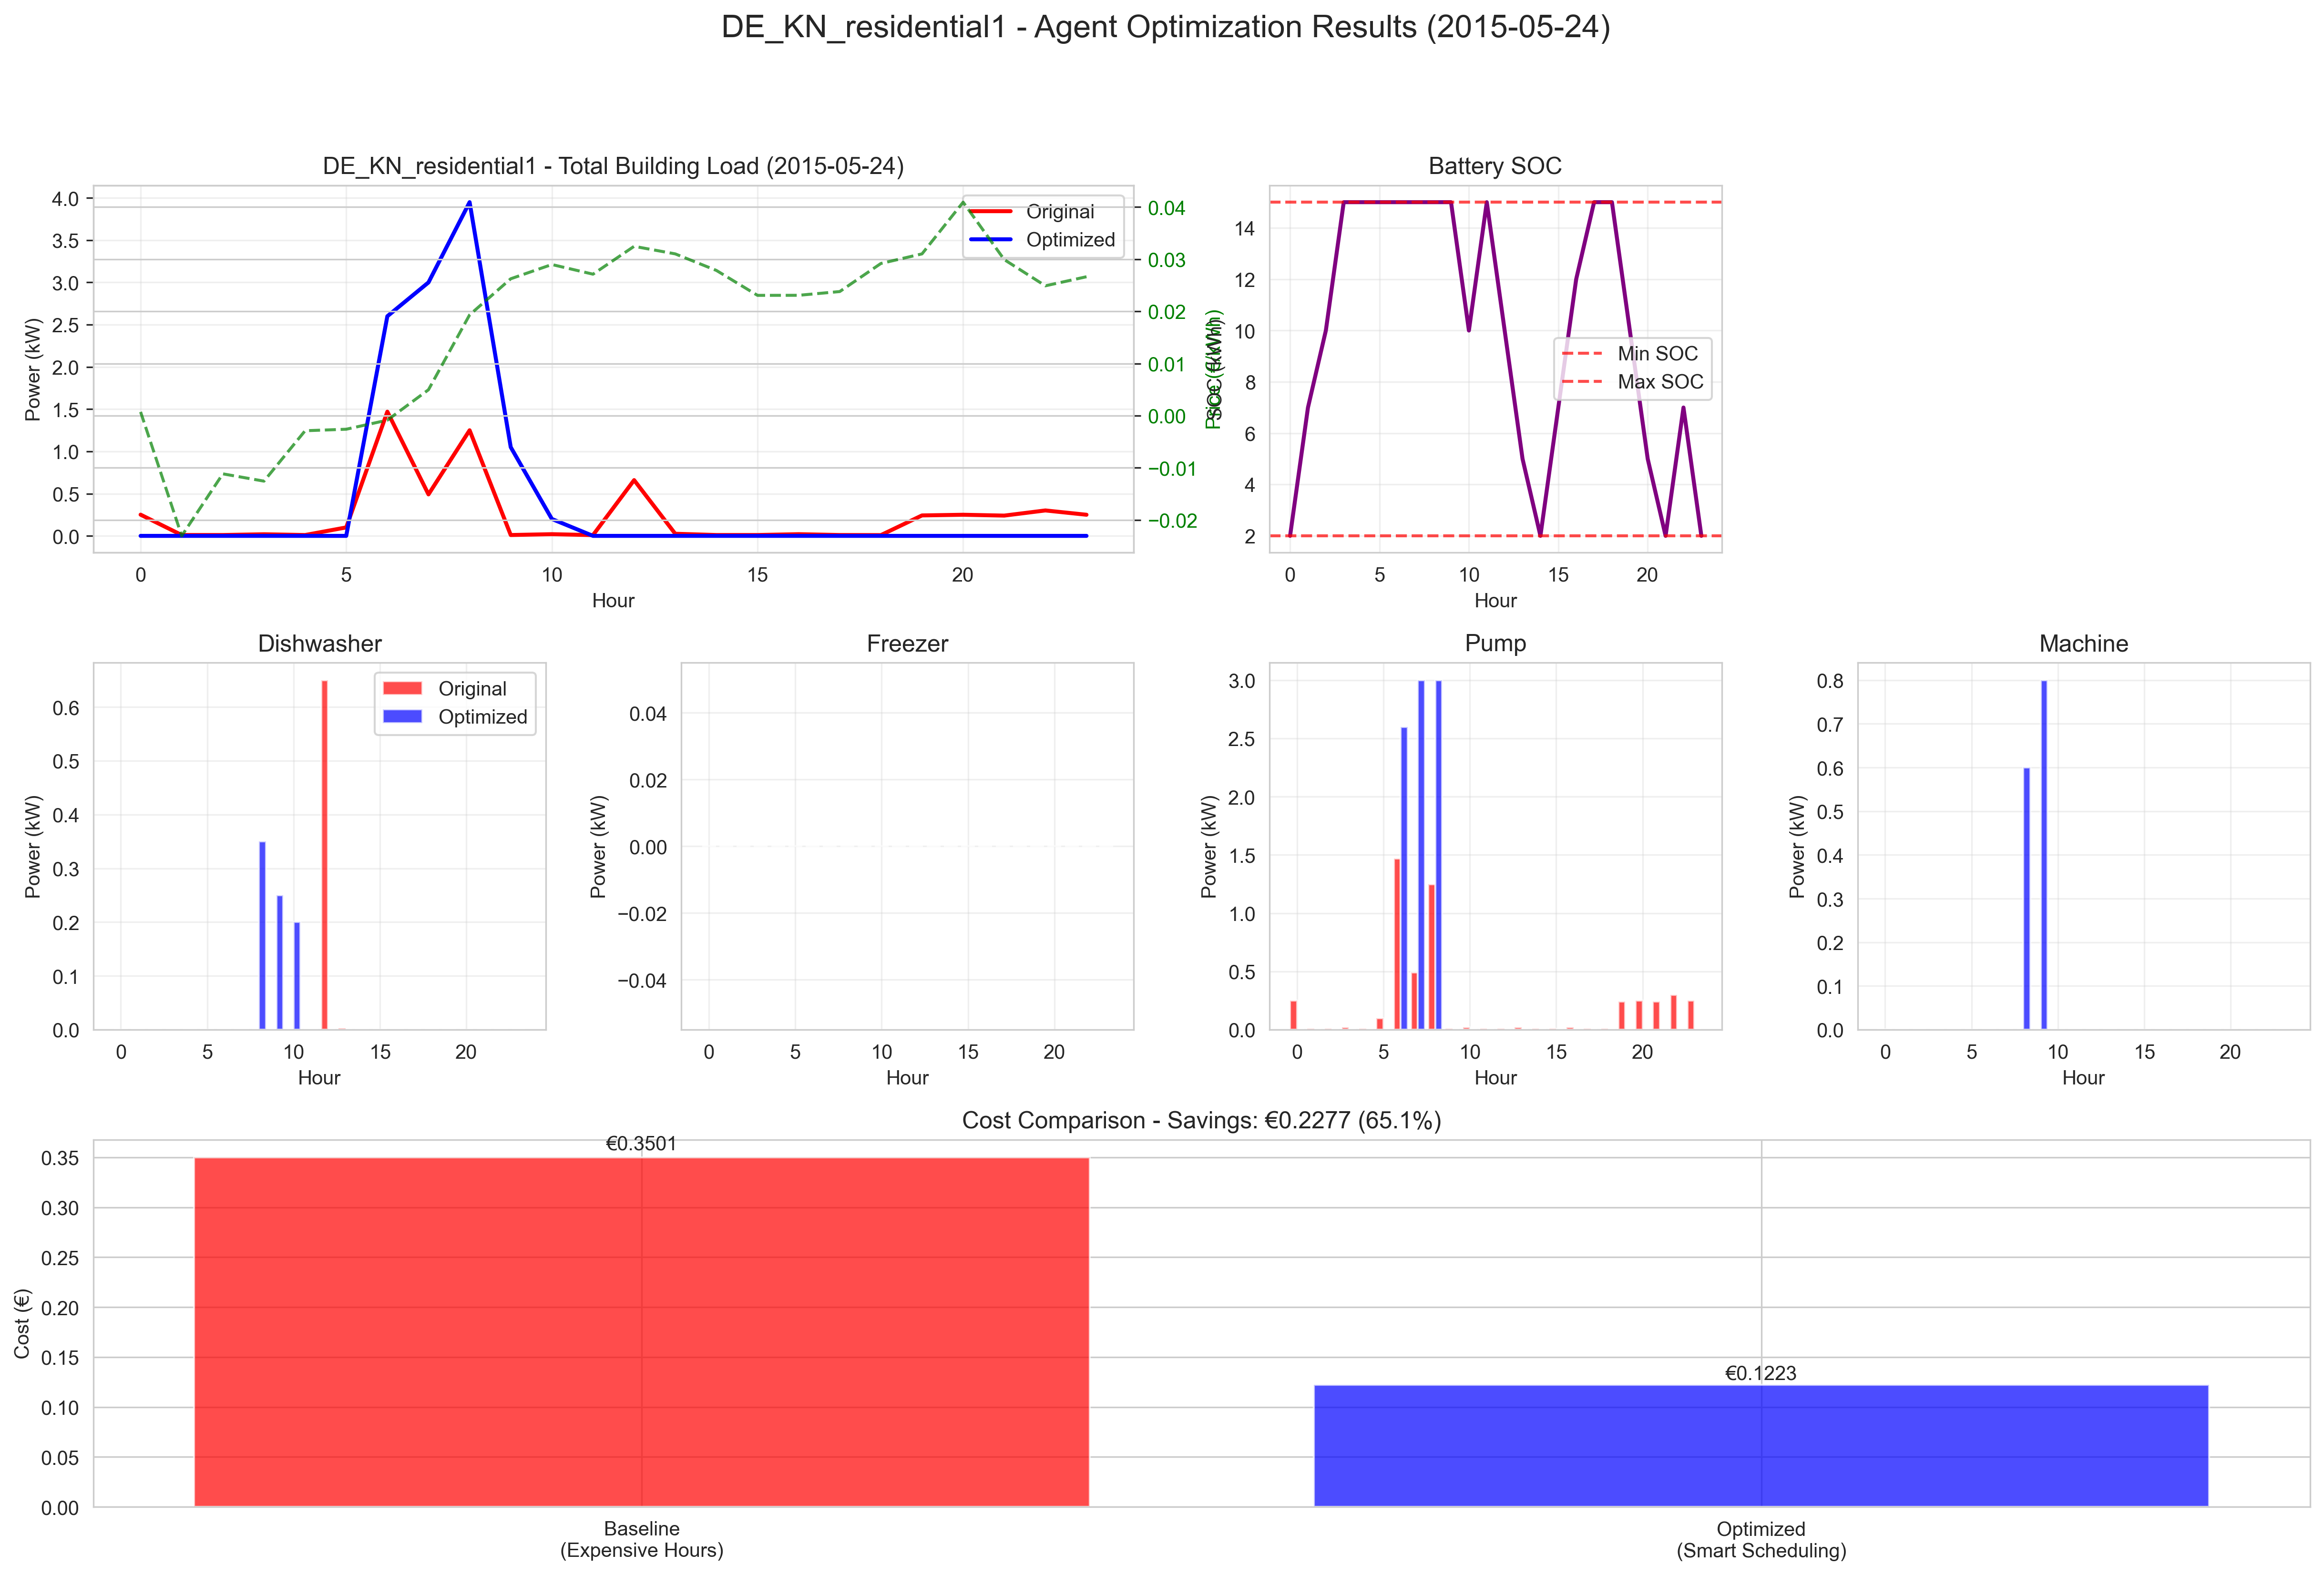 DE_KN_residential1 - Agent Optimization Results (2015-05-24)
DE_KN_residential1 - Total Building Load (2015-05-24)
Power (kW)
4.0
3.5
3.0
2.5
2.0
1.5
1.0
0.5
0.0
0 5 10 15 20
Hour
Original
Optimized
0.04
0.03
0.02
0.01
0.00
−0.01
−0.02
Battery SOC
SOC (kWh)
14
12
10
8
6
4
2
Min SOC
Max SOC
0 5 10 15 20
Hour
Dishwasher
Power (kW)
0.6
0.5
0.4
0.3
0.2
0.1
0.0
Original
Optimized
0 5 10 15 20
Hour
Freezer
Power (kW)
0.04
0.02
0.00
−0.02
−0.04
0 5 10 15 20
Hour
Pump
Power (kW)
3.0
2.5
2.0
1.5
1.0
0.5
0.0
0 5 10 15 20
Hour
Machine
Power (kW)
0.8
0.7
0.6
0.5
0.4
0.3
0.2
0.1
0.0
0 5 10 15 20
Hour
Cost Comparison - Savings: €0.2277 (65.1%)
Cost (€)
0.35
0.30
0.25
0.20
0.15
0.10
0.05
0.00
€0.3501
€0.1223
Baseline
(Expensive Hours)
Optimized
(Smart Scheduling)